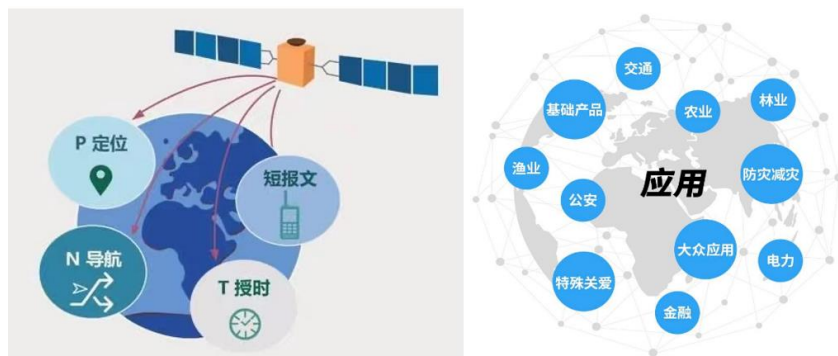 P 定位
短报文
N 导航
T 授时
交通
基础产品
农业
林业
渔业
应用
防灾减灾
公安
大众应用
电力
特殊关爱
金融